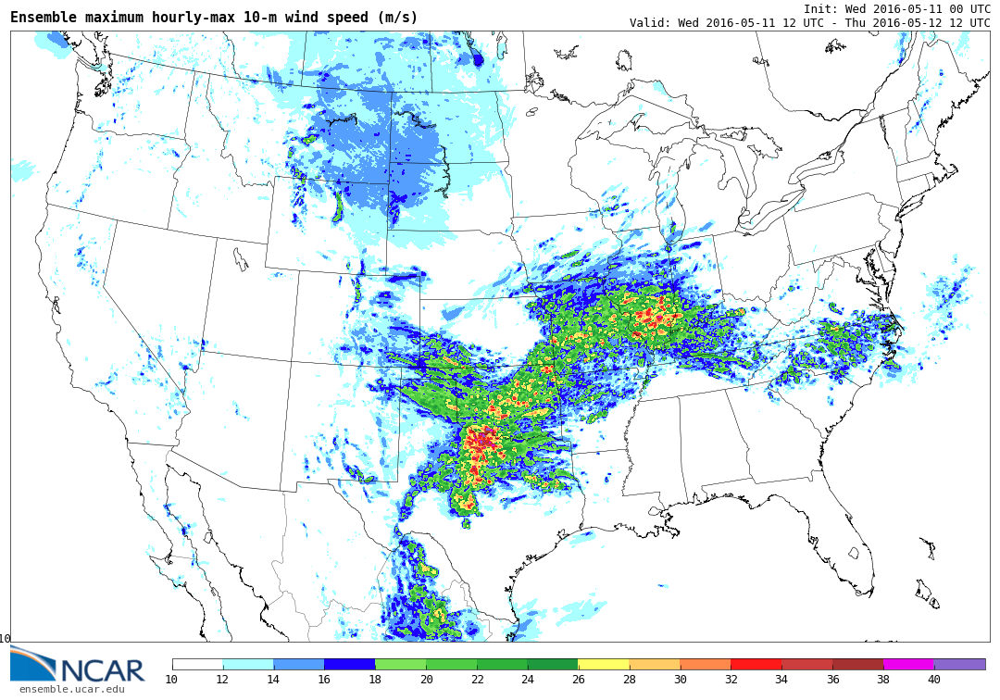 Ensemble maximum hourly-max 10-m wind speed (m/s)
Init: Wed 2016-05-11 00 UTC
Valid: Wed 2016-05-11 12 UTC - Thu 2016-05-12 12 UTC
10
NCAR
ensemble.ucar.edu
10 12 14 16 18 20 22 24 26 28 30 32 34 36 38 40